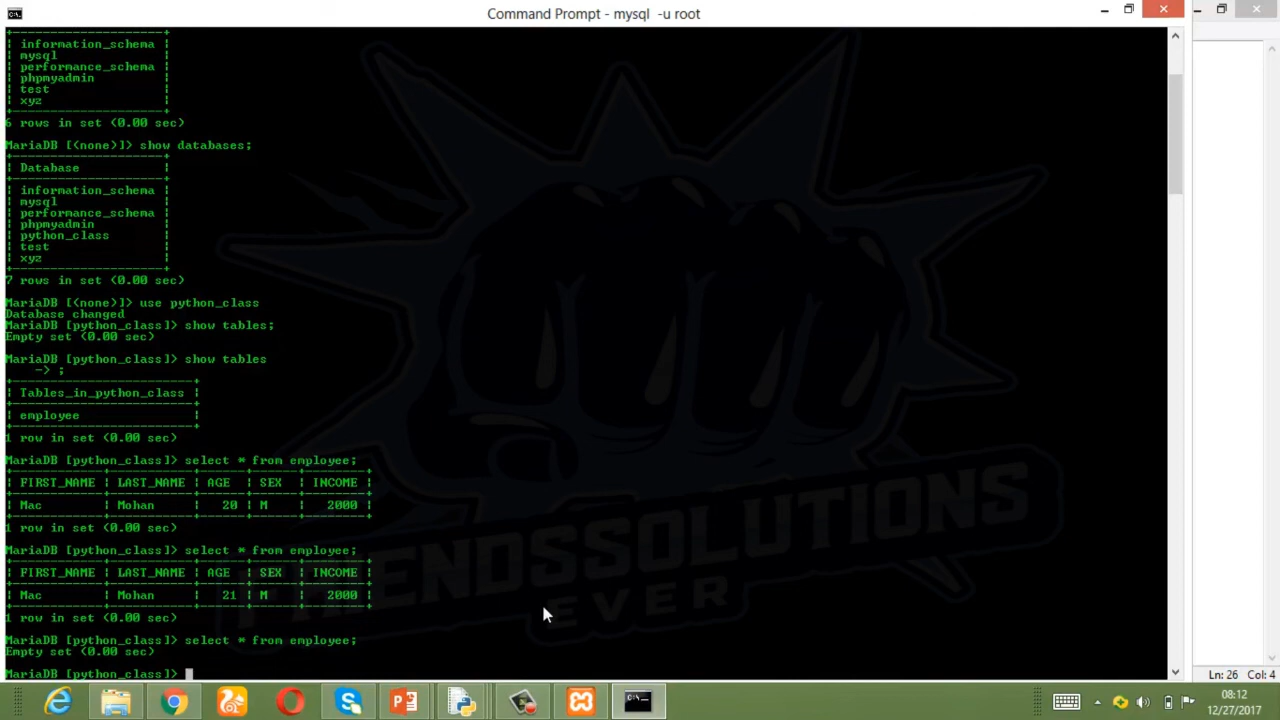 Command Prompt - mysql -u root
| information_schema |
| mysql |
| performance_schema |
| phpmyadmin |
| test |
| xyz |
6 rows in set (0.00 sec)
MariaDB [(none)]> show databases;
| Database |
| information_schema |
| mysql |
| performance_schema |
| phpmyadmin |
| python_class |
| test |
| xyz |
7 rows in set (0.00 sec)
MariaDB [(none)]> use python_class
Database changed
MariaDB [python_class]> show tables;
Empty set (0.00 sec)
MariaDB [python_class]> show tables
-> ;
| Tables_in_python_class |
| employee |
1 row in set (0.00 sec)
MariaDB [python_class]> select * from employee;
| FIRST_NAME | LAST_NAME | AGE | SEX | INCOME |
| Mac | Mohan | 20 | M | 2000 |
1 row in set (0.00 sec)
MariaDB [python_class]> select * from employee;
| FIRST_NAME | LAST_NAME | AGE | SEX | INCOME |
| Mac | Mohan | 21 | M | 2000 |
1 row in set (0.00 sec)
MariaDB [python_class]> select * from employee;
Empty set (0.00 sec)
MariaDB [python_class]>
FRIENDSSOLUTIONS
EVER
Ln: 26 Col: 4
08:12
12/27/2017